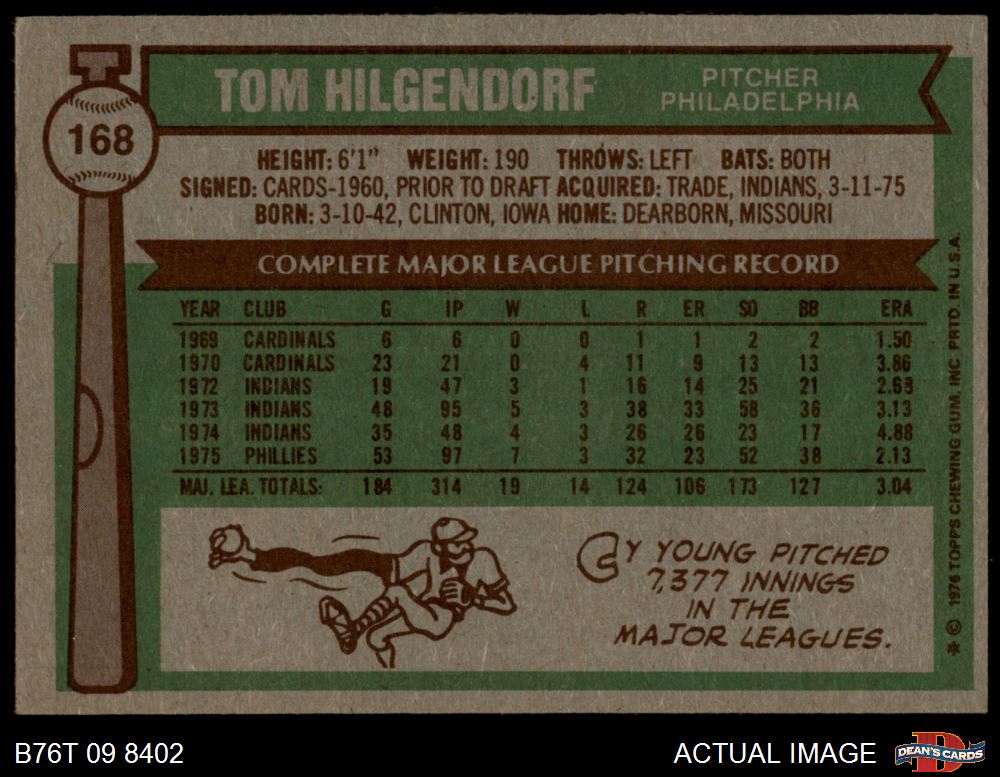 TOM HILGENDORF
PITCHER
PHILADELPHIA
168
HEIGHT: 6'1" WEIGHT: 190 THROWS: LEFT BATS: BOTH
SIGNED: CARDS-1960, PRIOR TO DRAFT ACQUIRED: TRADE, INDIANS, 3-11-75
BORN: 3-10-42, CLINTON, IOWA HOME: DEARBORN, MISSOURI
COMPLETE MAJOR LEAGUE PITCHING RECORD
YEAR CLUB G IP W L R ER SO BB ERA
1969 CARDINALS 6 6 0 0 1 1 2 2 1.50
1970 CARDINALS 23 21 0 4 11 9 13 13 3.86
1972 INDIANS 19 47 3 1 16 14 25 21 2.68
1973 INDIANS 48 95 5 3 38 33 58 36 3.13
1974 INDIANS 35 48 4 3 26 26 23 17 4.88
1975 PHILLIES 53 97 7 3 32 23 52 38 2.13
MAJ. LEA. TOTALS: 184 314 19 14 124 106 173 127 3.04
CY YOUNG PITCHED
7,377 INNINGS
IN THE
MAJOR LEAGUES.
* © 1976 TOPPS CHEWING GUM, INC. PRTD. IN U.S.A.
B76T 09 8402
ACTUAL IMAGE
DEAN'S CARDS